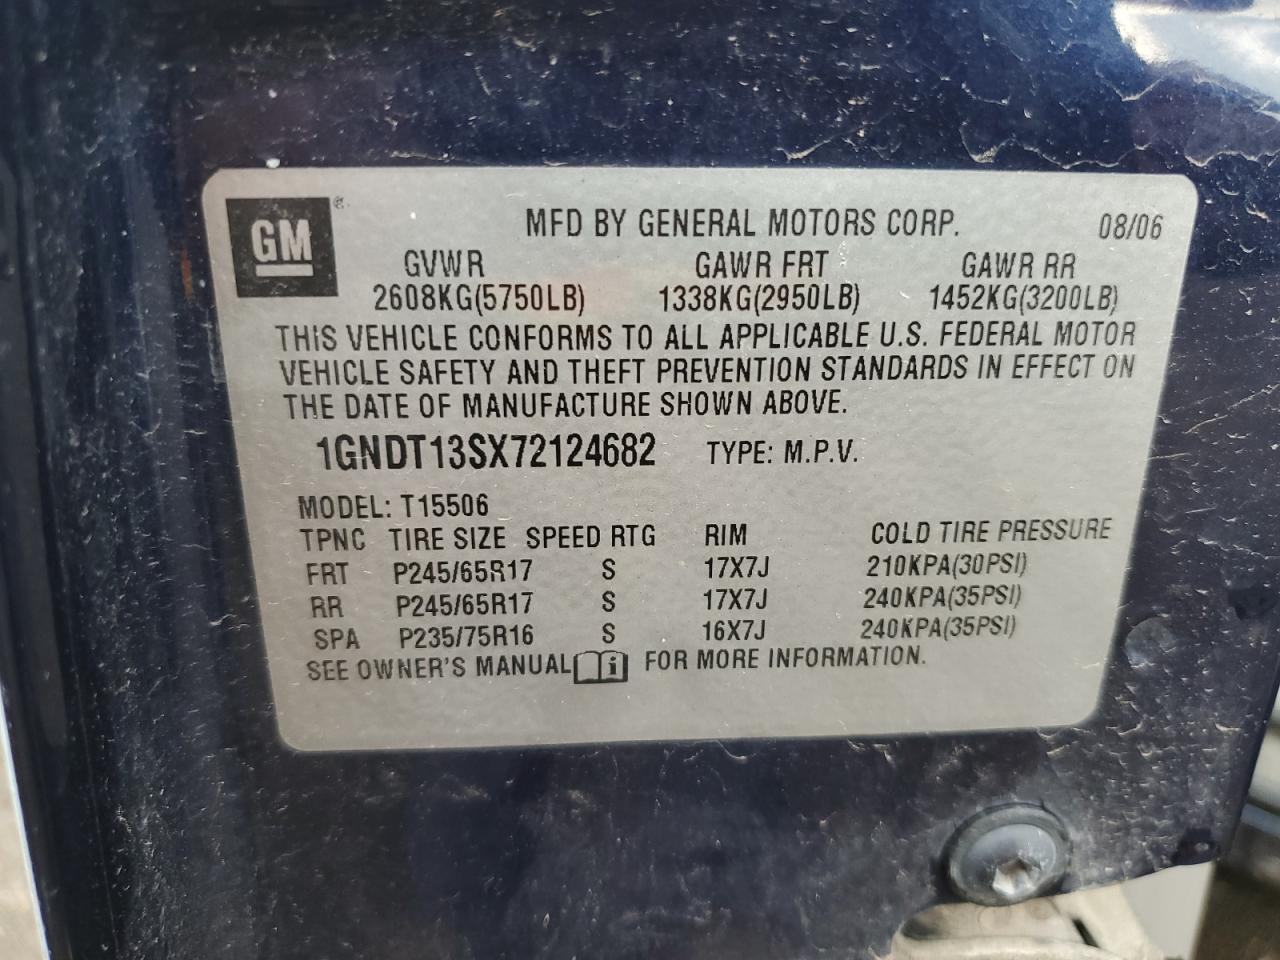 GM ®
MFD BY GENERAL MOTORS CORP. 08/06
GVWR GAWR FRT GAWR RR
2608KG(5750LB) 1338KG(2950LB) 1452KG(3200LB)
THIS VEHICLE CONFORMS TO ALL APPLICABLE U.S. FEDERAL MOTOR
VEHICLE SAFETY AND THEFT PREVENTION STANDARDS IN EFFECT ON
THE DATE OF MANUFACTURE SHOWN ABOVE.
1GNDT13SX72124682 TYPE: M.P.V.
MODEL: T15506
TPNC TIRE SIZE SPEED RTG RIM COLD TIRE PRESSURE
FRT P245/65R17 S 17X7J 210KPA(30PSI)
RR P245/65R17 S 17X7J 240KPA(35PSI)
SPA P235/75R16 S 16X7J 240KPA(35PSI)
SEE OWNER'S MANUAL i FOR MORE INFORMATION.